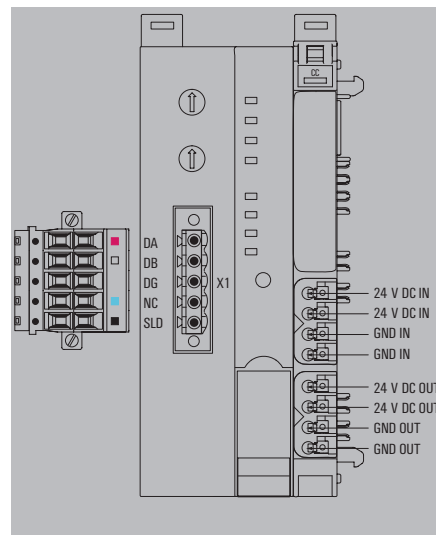 CC
DA
DB
DG
NC
SLD
X1
24 V DC IN
24 V DC IN
GND IN
GND IN
24 V DC OUT
24 V DC OUT
GND OUT
GND OUT